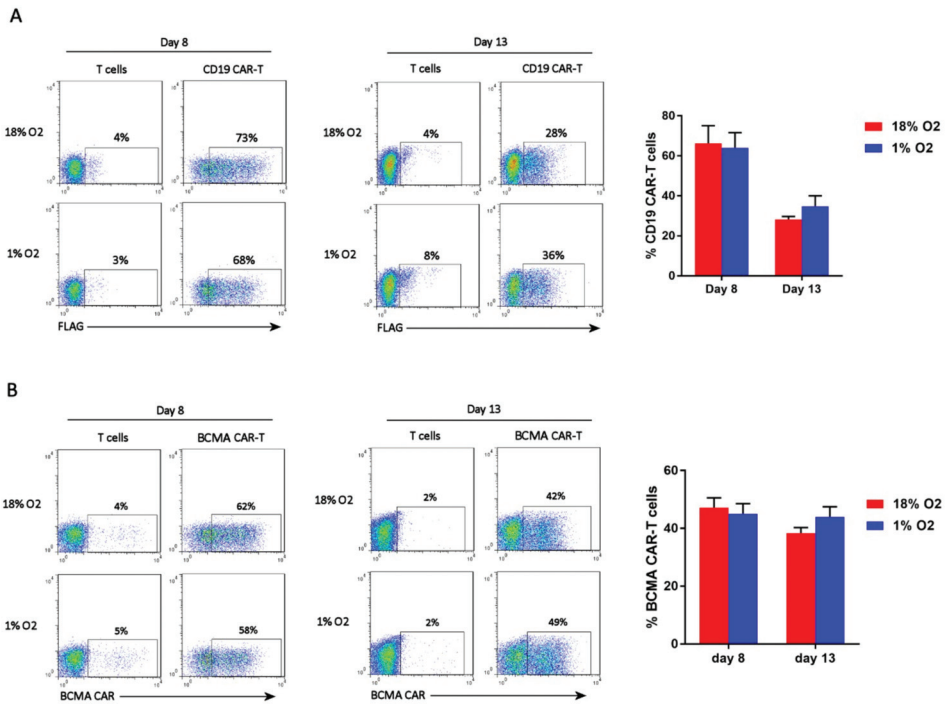 A
Day 8
T cells CD19 CAR-T
18% O2
4%
73%
1% O2
3%
68%
FLAG
Day 13
T cells CD19 CAR-T
18% O2
4%
28%
1% O2
8%
36%
FLAG
% CD19 CAR-T cells
80
60
40
20
0
Day 8 Day 13
18% O2
1% O2
B
Day 8
T cells BCMA CAR-T
18% O2
4%
62%
1% O2
5%
58%
BCMA CAR
Day 13
T cells BCMA CAR-T
18% O2
2%
42%
1% O2
2%
49%
BCMA CAR
% BCMA CAR-T cells
60
40
20
0
day 8 day 13
18% O2
1% O2